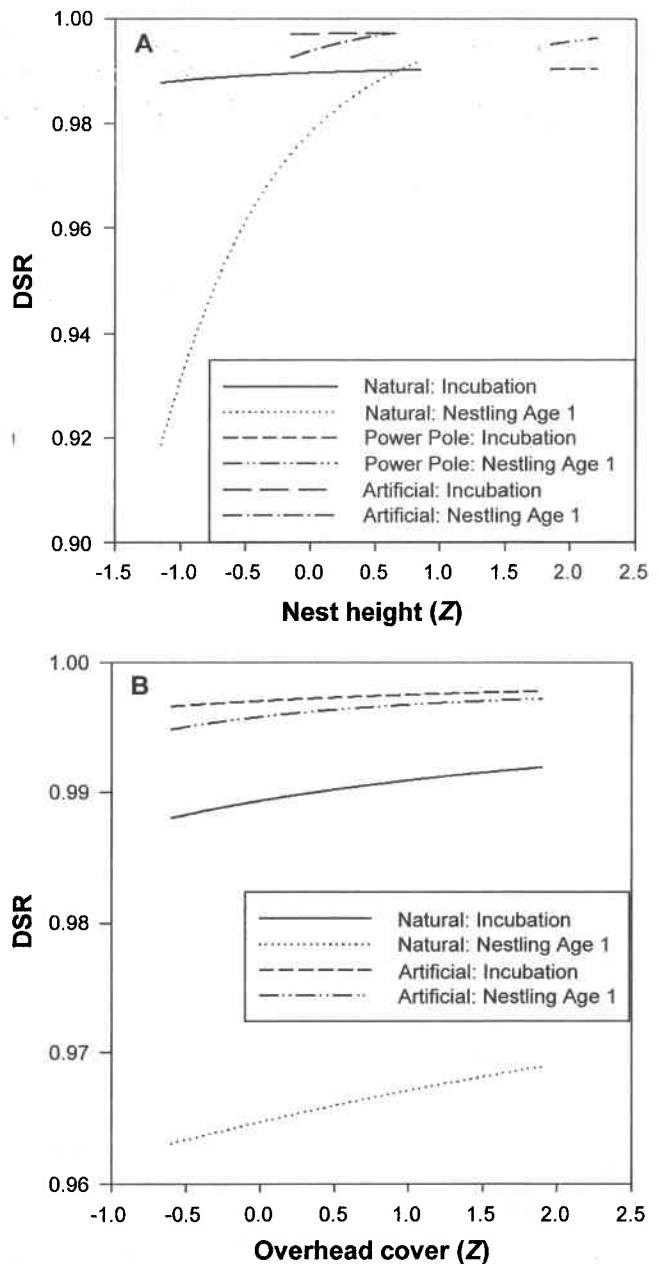 A
1.00
0.98
0.96
0.94
0.92
0.90
DSR
Natural: Incubation
Natural: Nestling Age 1
Power Pole: Incubation
Power Pole: Nestling Age 1
Artificial: Incubation
Artificial: Nestling Age 1
-1.5 -1.0 -0.5 0.0 0.5 1.0 1.5 2.0 2.5
Nest height (Z)
B
1.00
0.99
0.98
0.97
0.96
DSR
Natural: Incubation
Natural: Nestling Age 1
Artificial: Incubation
Artificial: Nestling Age 1
-1.0 -0.5 0.0 0.5 1.0 1.5 2.0 2.5
Overhead cover (Z)